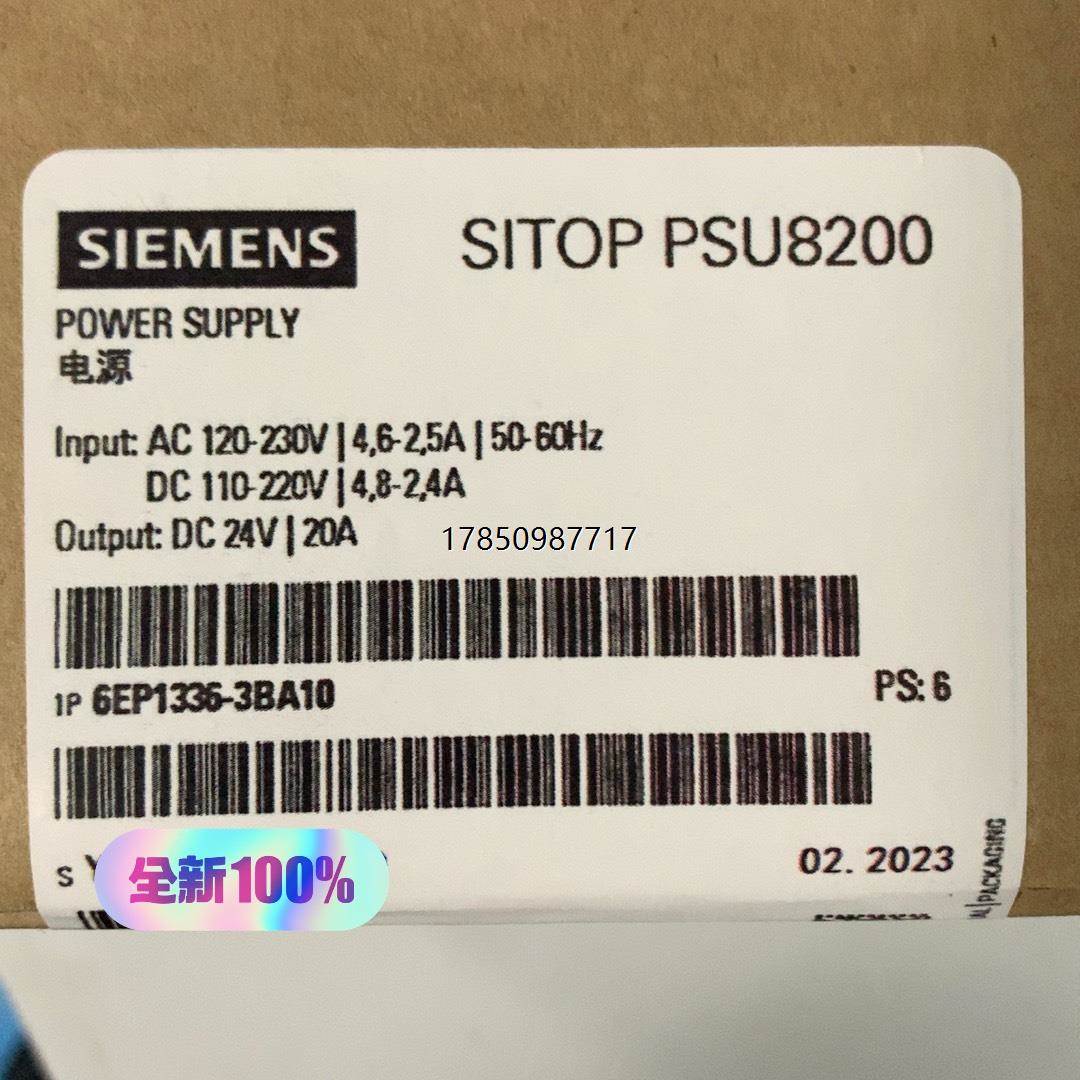 SIEMENS
SITOP PSU8200
POWER SUPPLY
电源
Input: AC 120-230V | 4,6-2,5A | 50-60Hz
DC 110-220V | 4,8-2,4A
Output: DC 24V | 20A
17850987717
1P 6EP1336-3BA10
PS: 6
S
全新100%
02. 2023
PACKAGING